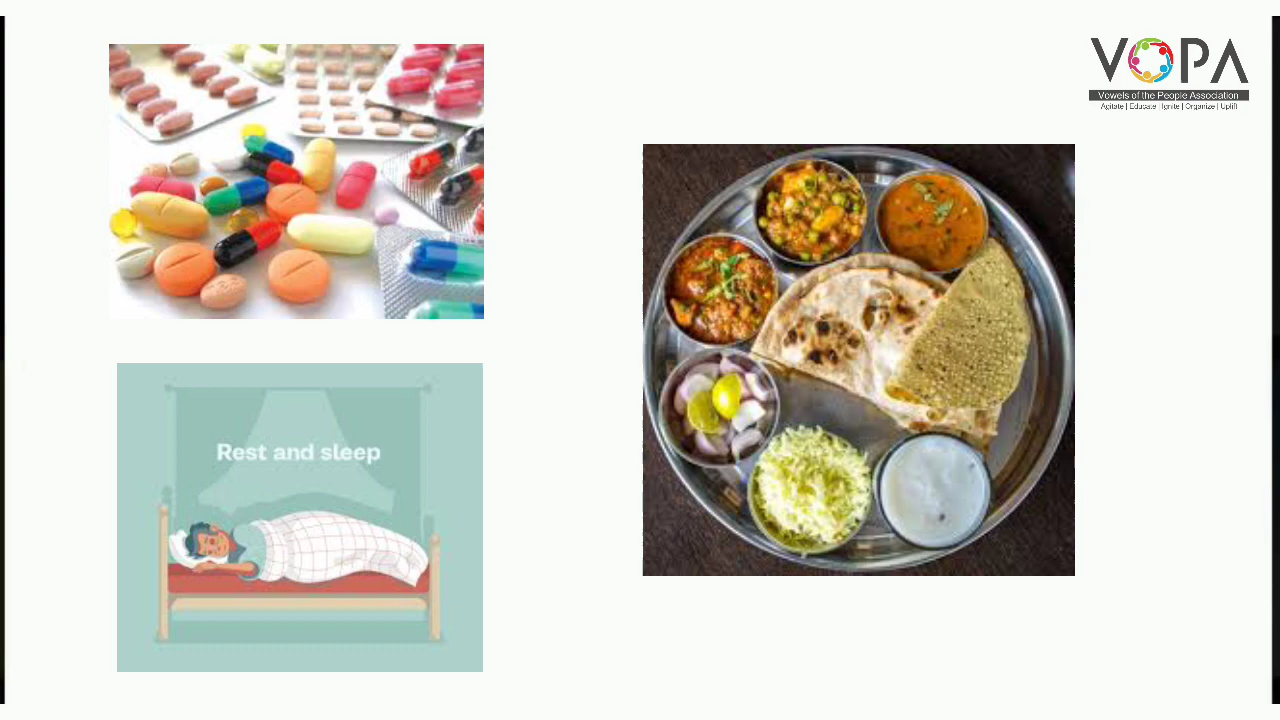 VOPA
Vowels of the People Association
Agitate | Educate | Ignite | Organize | Uplift
Rest and sleep